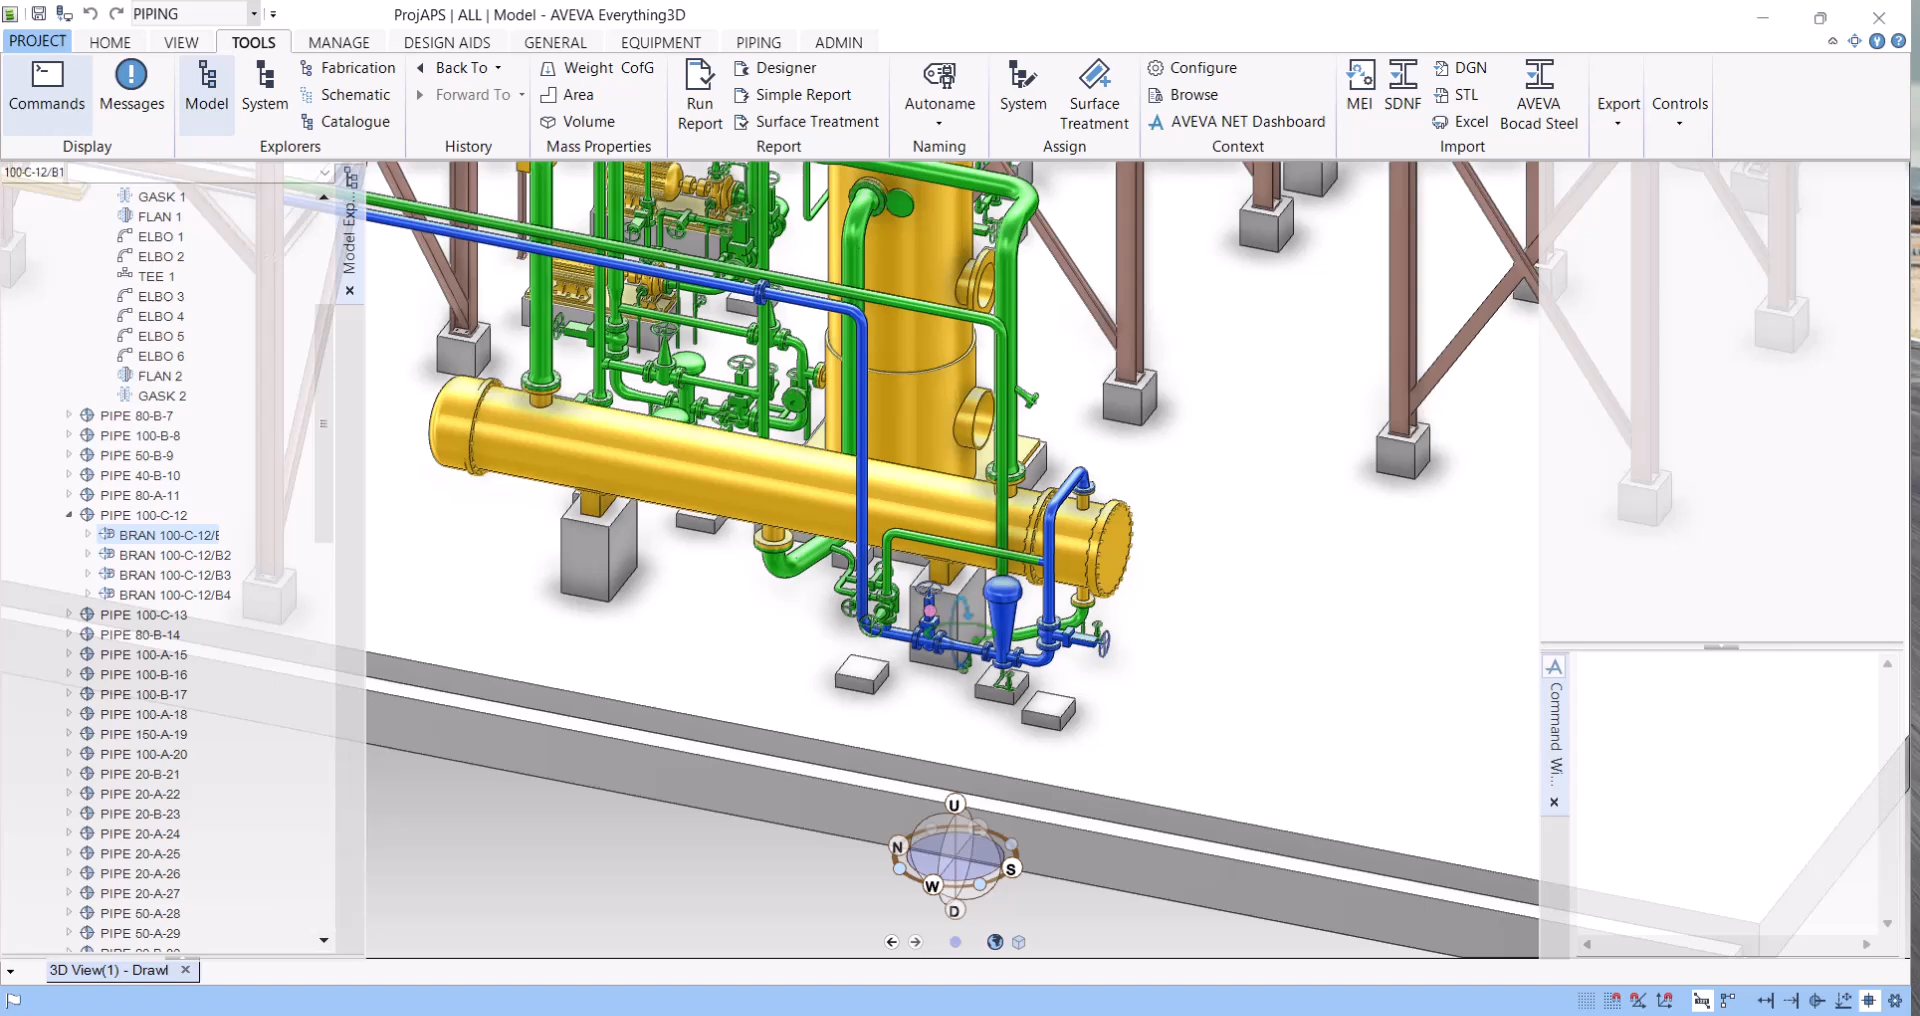 PIPING
ProjAPS | ALL | Model - AVEVA Everything3D
PROJECT
HOME
VIEW
TOOLS
MANAGE
DESIGN AIDS
GENERAL
EQUIPMENT
PIPING
ADMIN
Commands
Messages
Display
Model
System
Fabrication
Schematic
Catalogue
Explorers
Back To
Forward To
History
Weight CofG
Area
Volume
Mass Properties
Run
Report
Designer
Simple Report
Surface Treatment
Report
Autoname
Naming
System
Surface
Treatment
Assign
Configure
Browse
AVEVA NET Dashboard
Context
MEI
SDNF
DGN
STL
Excel
AVEVA
Bocad Steel
Import
Export
Controls
100-C-12/B1
Model Exp...
GASK 1
FLAN 1
ELBO 1
ELBO 2
TEE 1
ELBO 3
ELBO 4
ELBO 5
ELBO 6
FLAN 2
GASK 2
PIPE 80-B-7
PIPE 100-B-8
PIPE 50-B-9
PIPE 40-B-10
PIPE 80-A-11
PIPE 100-C-12
BRAN 100-C-12/
BRAN 100-C-12/B2
BRAN 100-C-12/B3
BRAN 100-C-12/B4
PIPE 100-C-13
PIPE 80-B-14
PIPE 100-A-15
PIPE 100-B-16
PIPE 100-B-17
PIPE 100-A-18
PIPE 150-A-19
PIPE 100-A-20
PIPE 20-B-21
PIPE 20-A-22
PIPE 20-B-23
PIPE 20-A-24
PIPE 20-A-25
PIPE 20-A-26
PIPE 20-A-27
PIPE 50-A-28
PIPE 50-A-29
U
N
S
W
D
Command Wi...
3D View(1) - Drawl